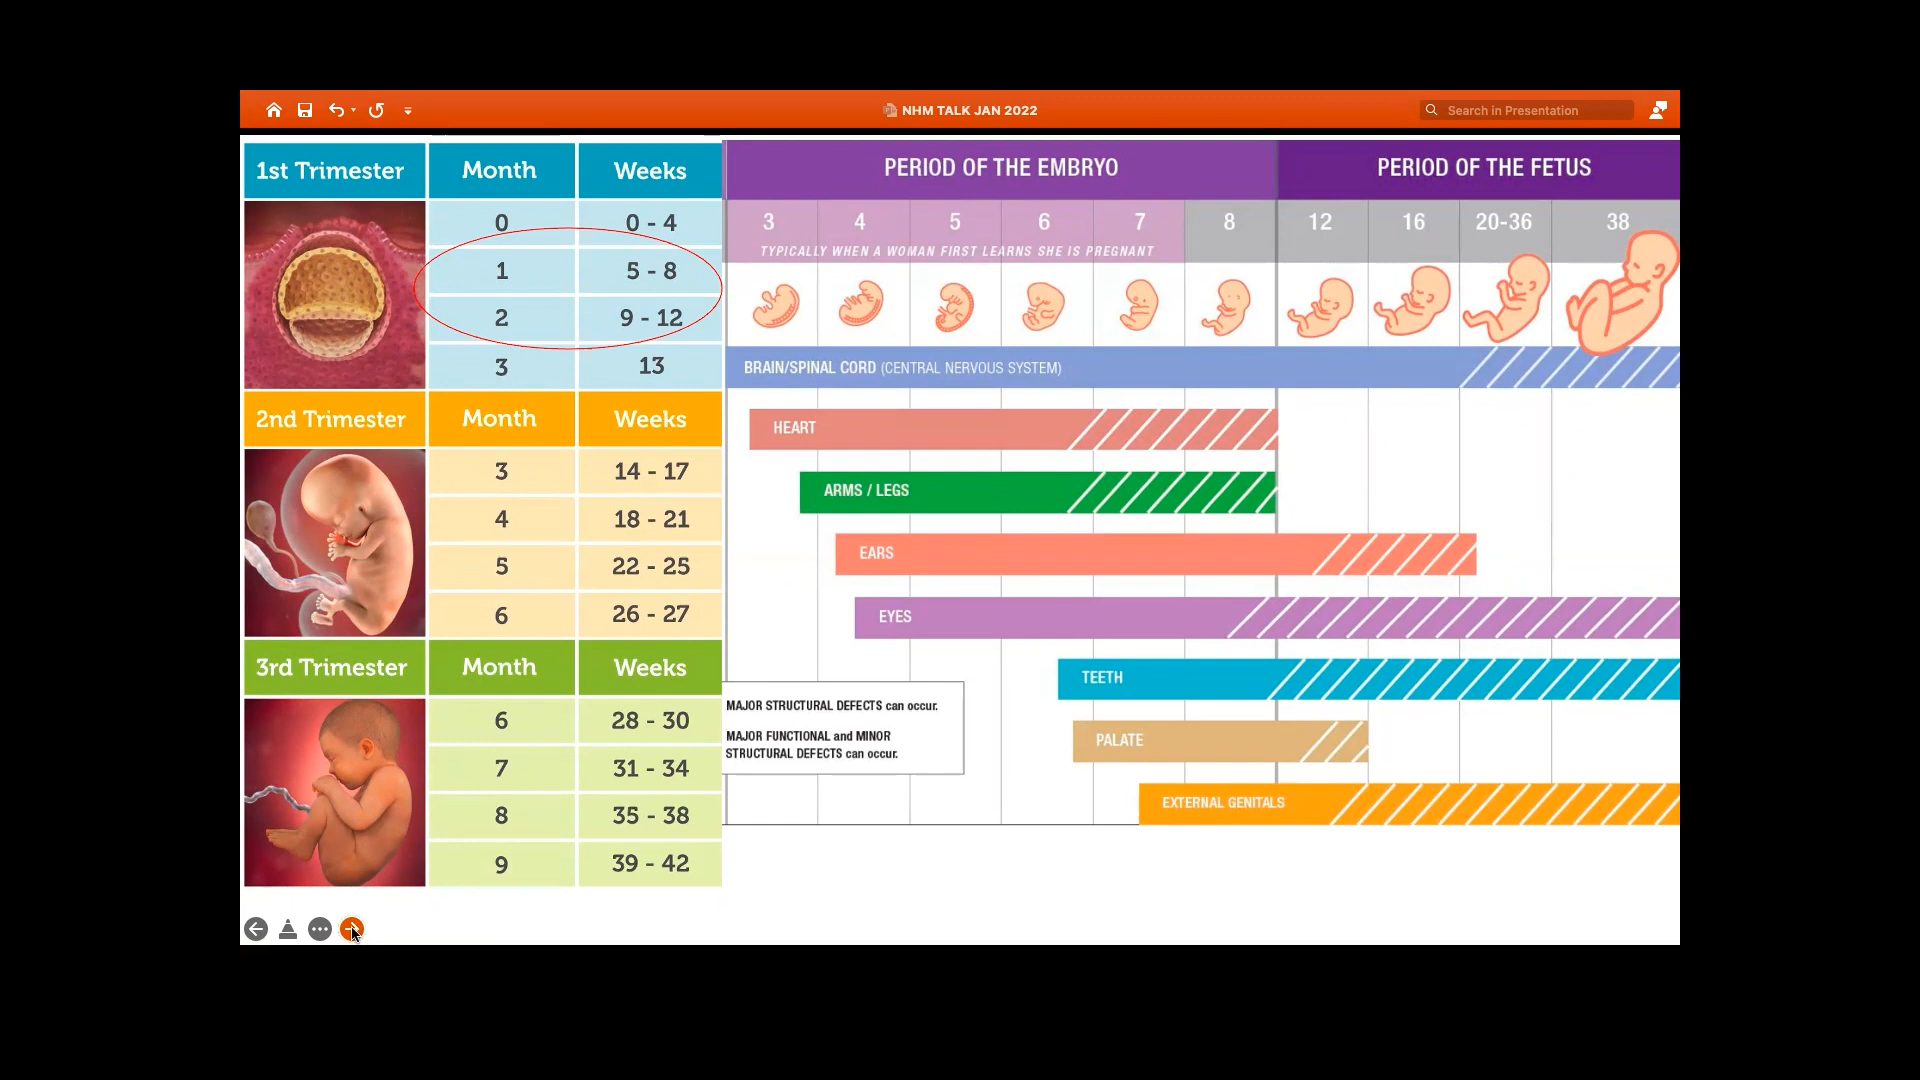 NHM TALK JAN 2022
Search in Presentation
1st Trimester Month Weeks
0 0 - 4
1 5 - 8
2 9 - 12
3 13
2nd Trimester Month Weeks
3 14 - 17
4 18 - 21
5 22 - 25
6 26 - 27
3rd Trimester Month Weeks
6 28 - 30
7 31 - 34
8 35 - 38
9 39 - 42
PERIOD OF THE EMBRYO PERIOD OF THE FETUS
3 4 5 6 7 8 12 16 20-36 38
TYPICALLY WHEN A WOMAN FIRST LEARNS SHE IS PREGNANT
BRAIN/SPINAL CORD (CENTRAL NERVOUS SYSTEM)
HEART
ARMS / LEGS
EARS
EYES
TEETH
PALATE
EXTERNAL GENITALS
MAJOR STRUCTURAL DEFECTS can occur.
MAJOR FUNCTIONAL and MINOR
STRUCTURAL DEFECTS can occur.